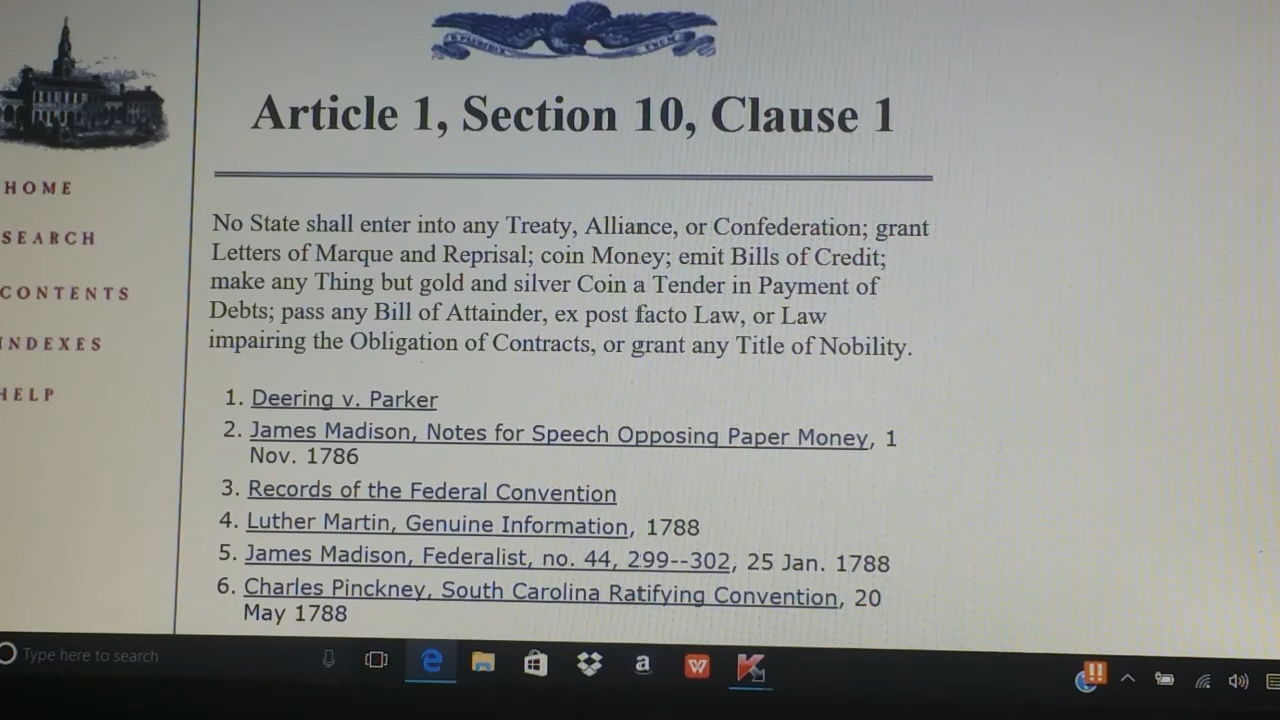 E PLURIBUS UNUM
Article 1, Section 10, Clause 1
HOME
SEARCH
CONTENTS
INDEXES
HELP
No State shall enter into any Treaty, Alliance, or Confederation; grant
Letters of Marque and Reprisal; coin Money; emit Bills of Credit;
make any Thing but gold and silver Coin a Tender in Payment of
Debts; pass any Bill of Attainder, ex post facto Law, or Law
impairing the Obligation of Contracts, or grant any Title of Nobility.
1. Deering v. Parker
2. James Madison, Notes for Speech Opposing Paper Money, 1
Nov. 1786
3. Records of the Federal Convention
4. Luther Martin, Genuine Information, 1788
5. James Madison, Federalist, no. 44, 299--302, 25 Jan. 1788
6. Charles Pinckney, South Carolina Ratifying Convention, 20
May 1788
Type here to search